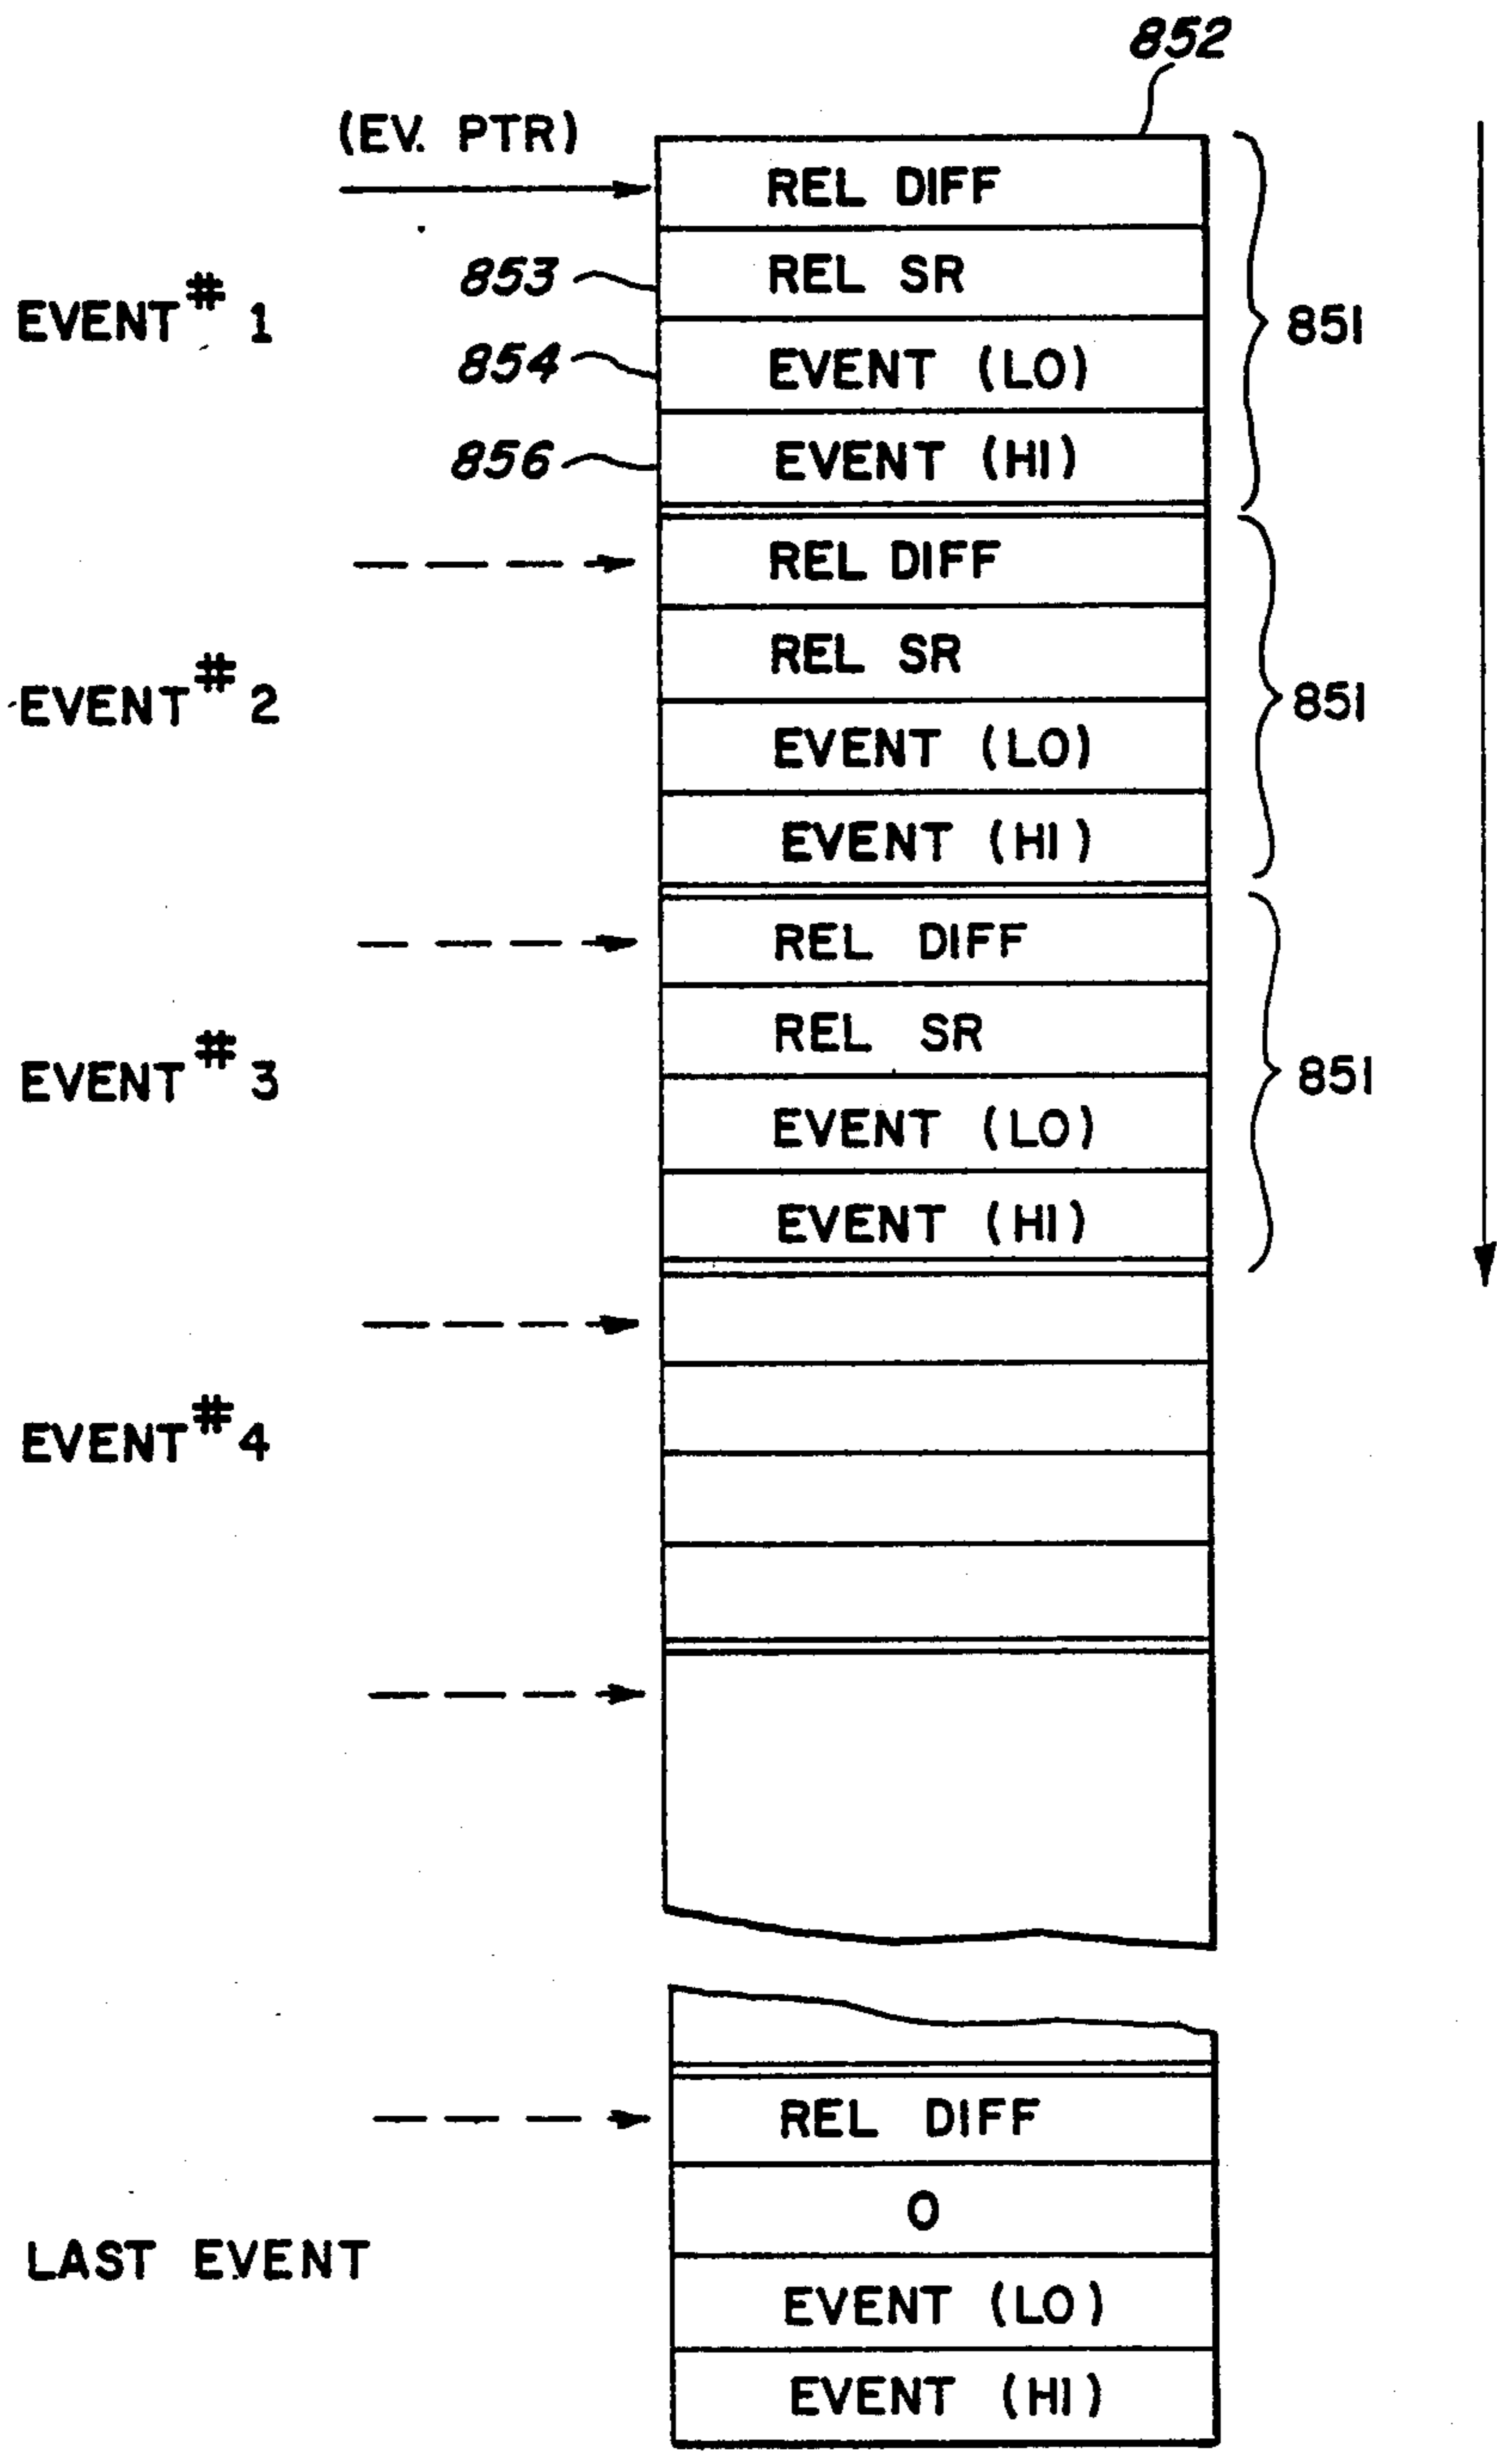 852
(EV. PTR)
REL DIFF
853
REL SR
EVENT # 1
851
854
EVENT (LO)
856
EVENT (HI)
REL DIFF
REL SR
EVENT # 2
851
EVENT (LO)
EVENT (HI)
REL DIFF
REL SR
EVENT # 3
851
EVENT (LO)
EVENT (HI)
EVENT # 4
REL DIFF
0
LAST EVENT
EVENT (LO)
EVENT (HI)